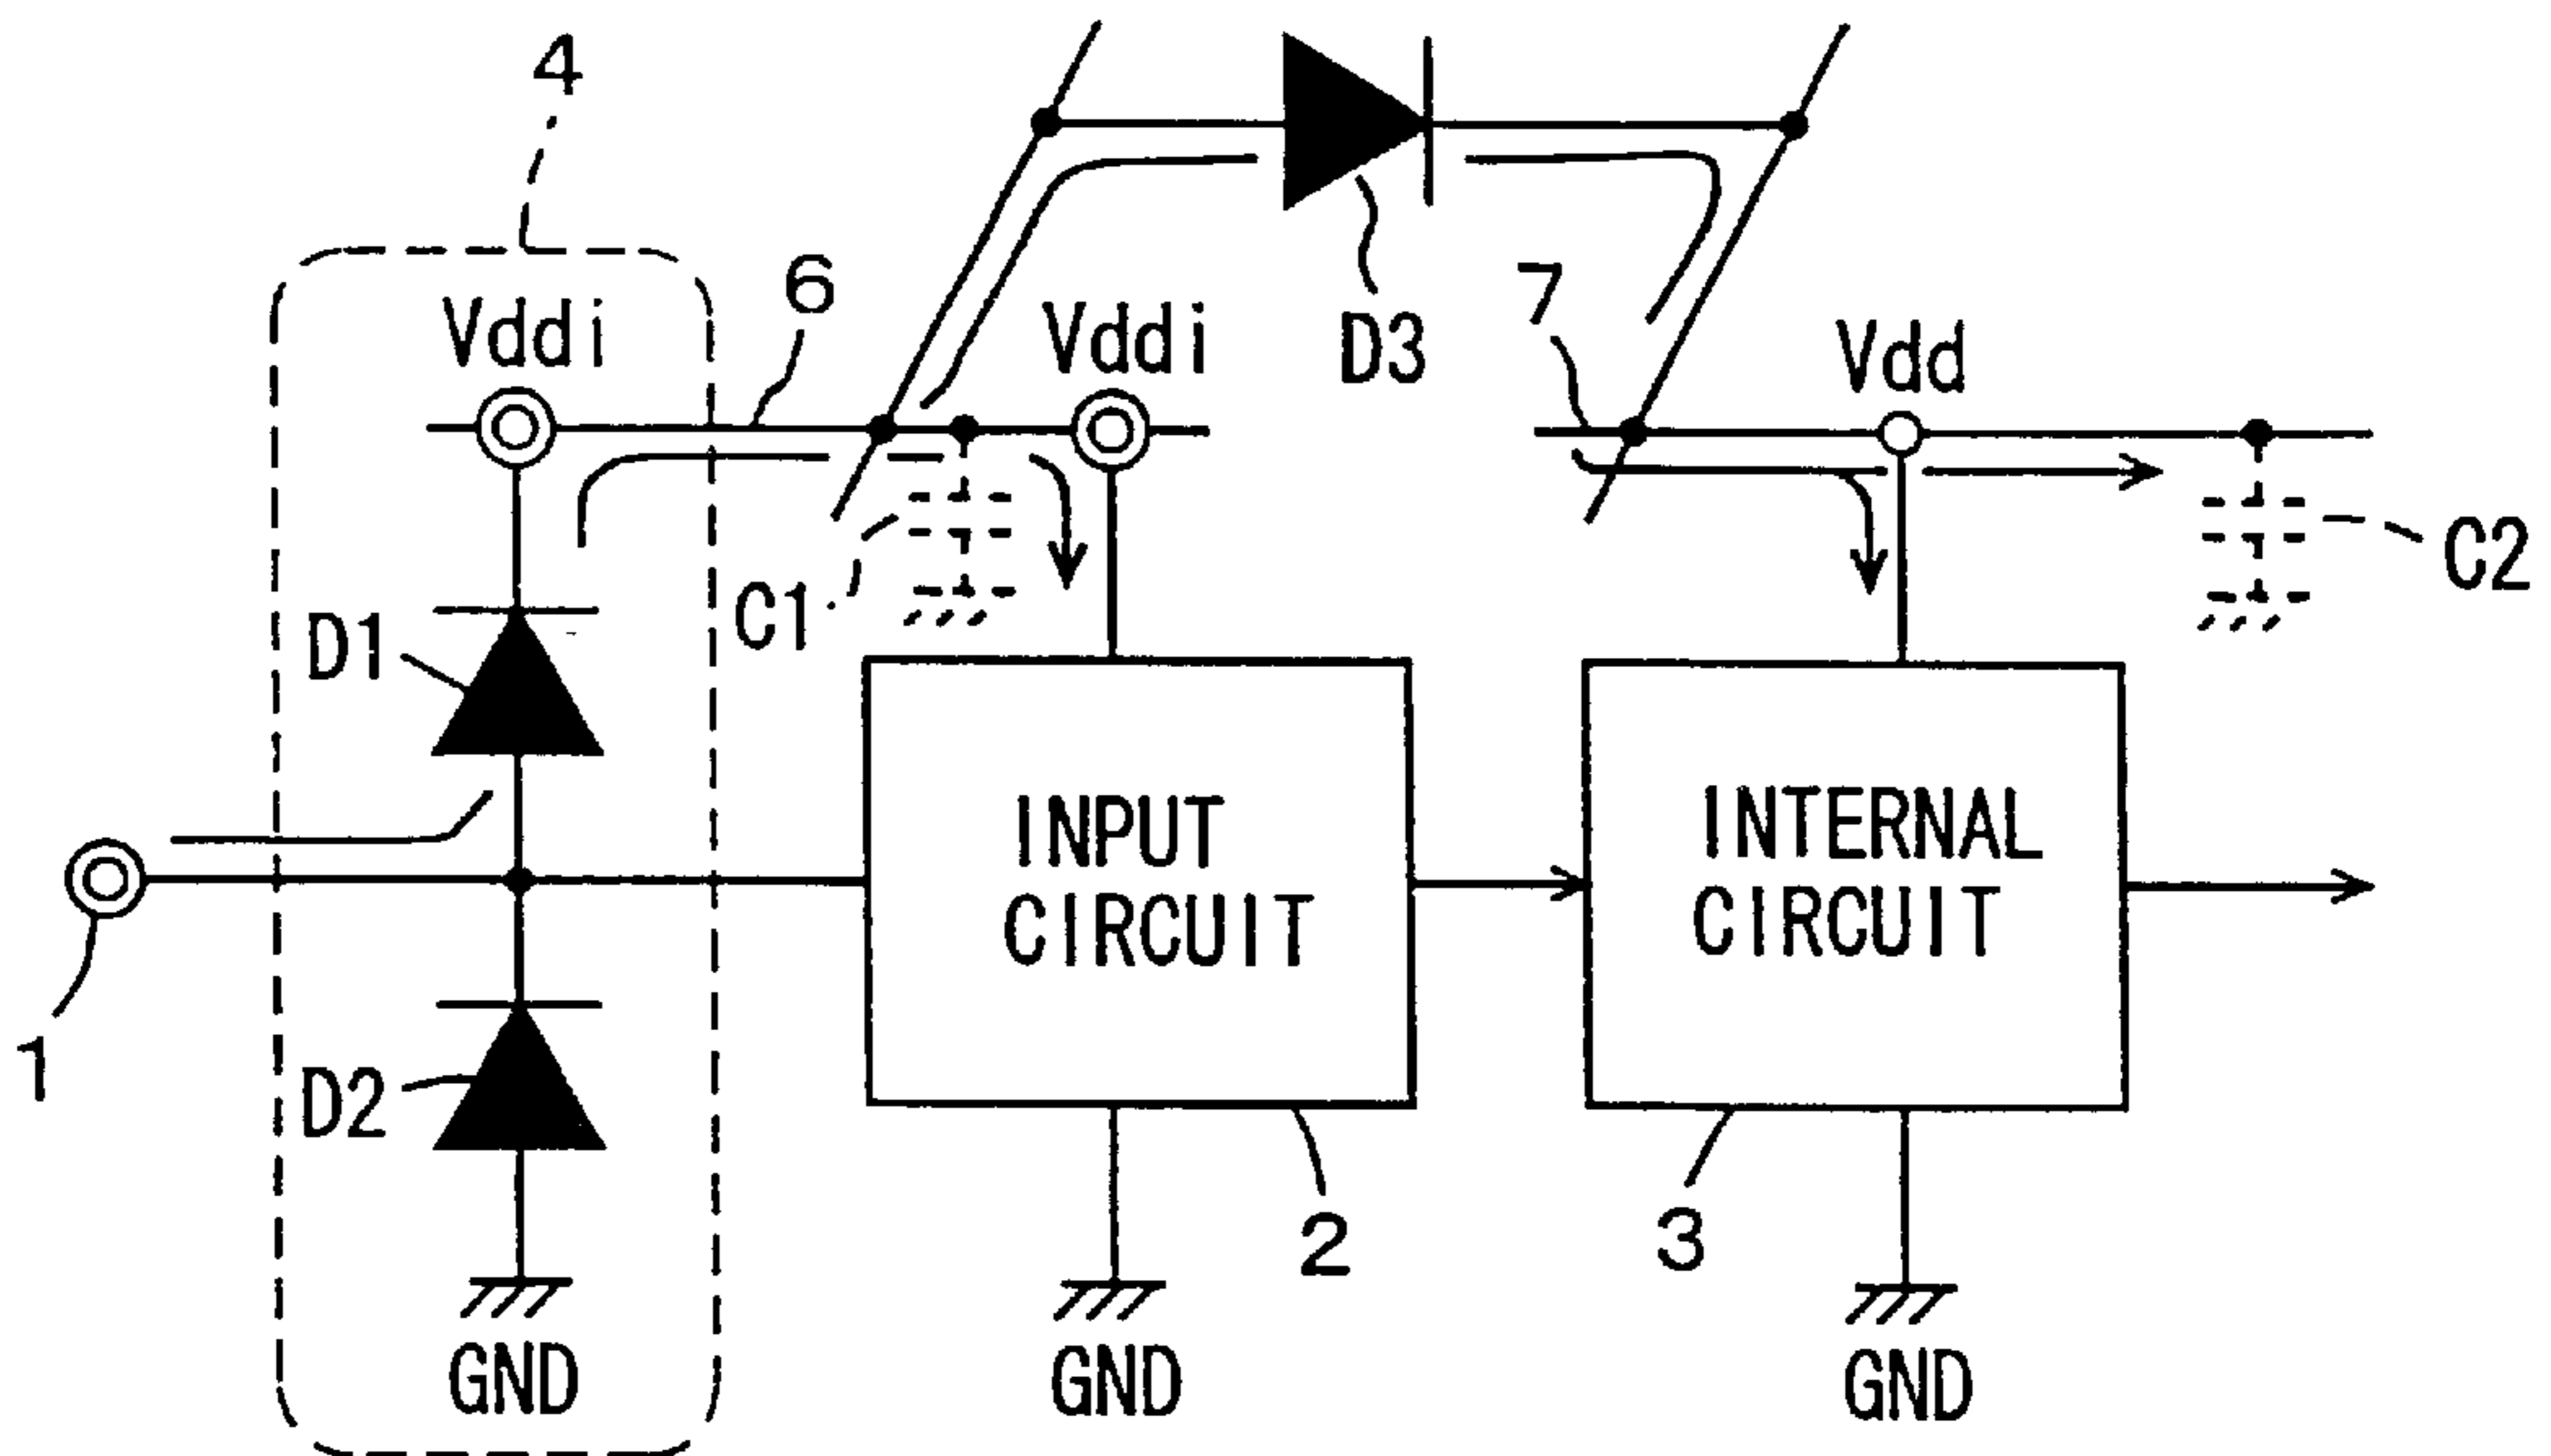 4
6
Vddi
Vddi
D3
7
Vdd
C1
C2
D1
INPUT
CIRCUIT
INTERNAL
CIRCUIT
1
D2
2
3
GND
GND
GND